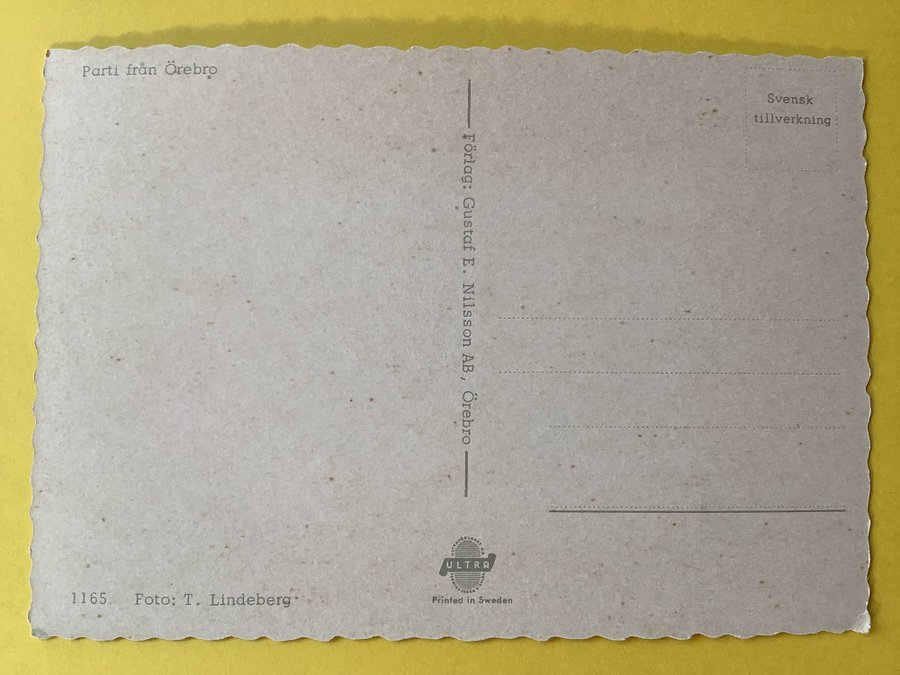 Parti från Örebro
Svensk
tillverkning
Förlag: Gustaf E. Nilsson AB, Örebro
ULTRA
Printed in Sweden
1165 Foto: T. Lindeberg